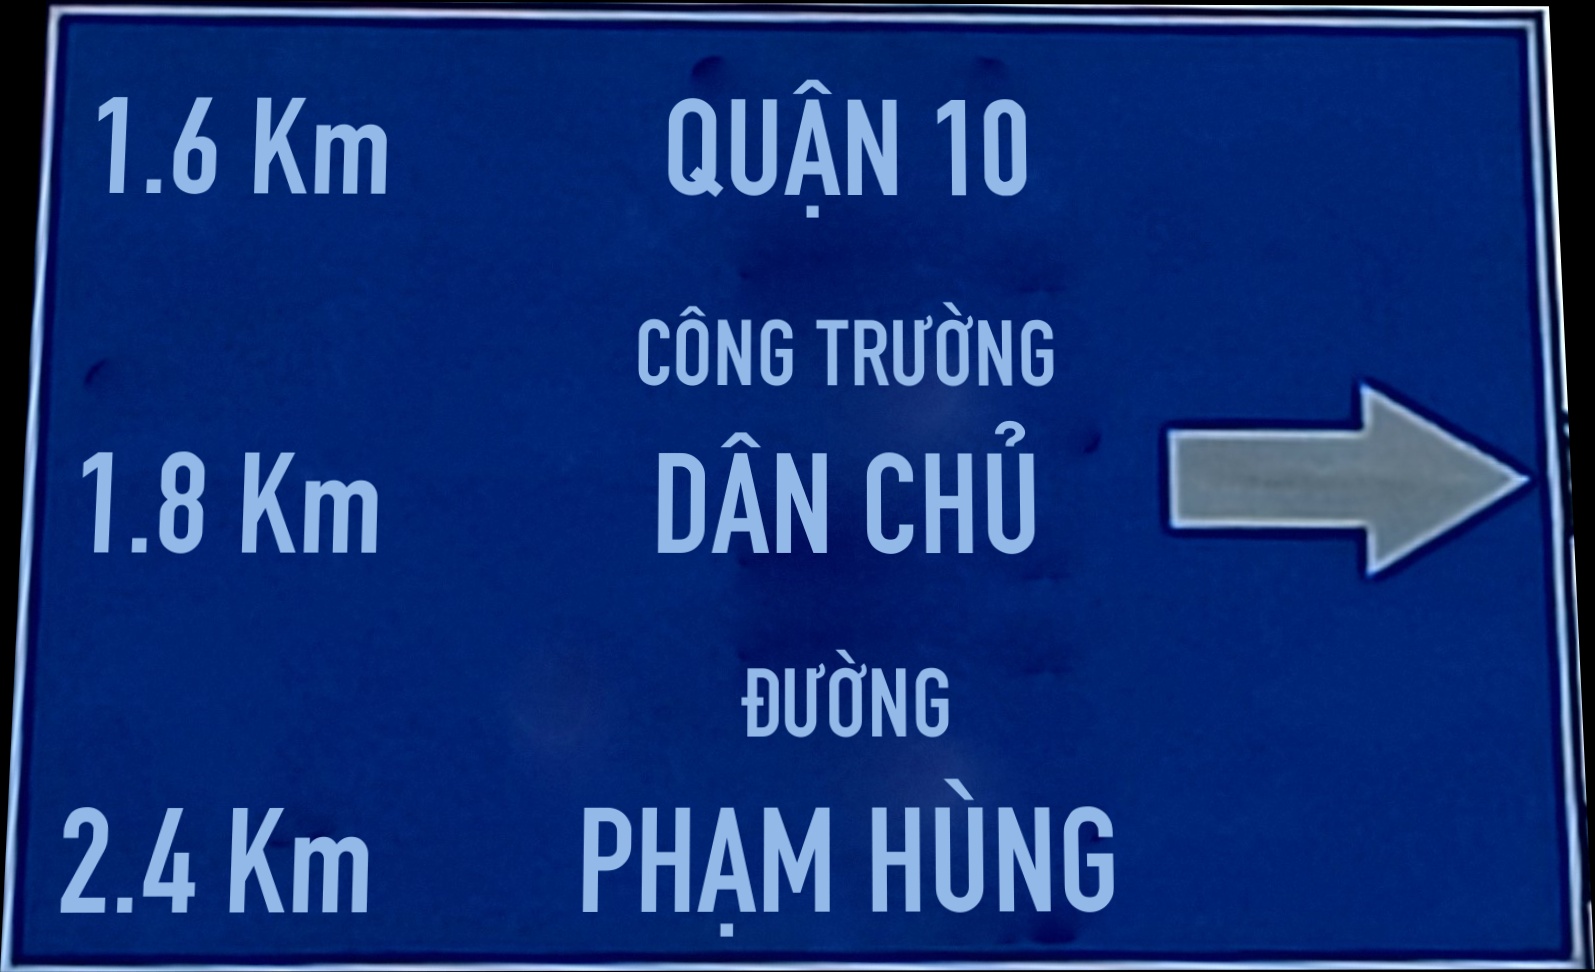 1.6 Km QUẬN 10
CÔNG TRƯỜNG
1.8 Km DÂN CHỦ
ĐƯỜNG
2.4 Km PHẠM HÙNG